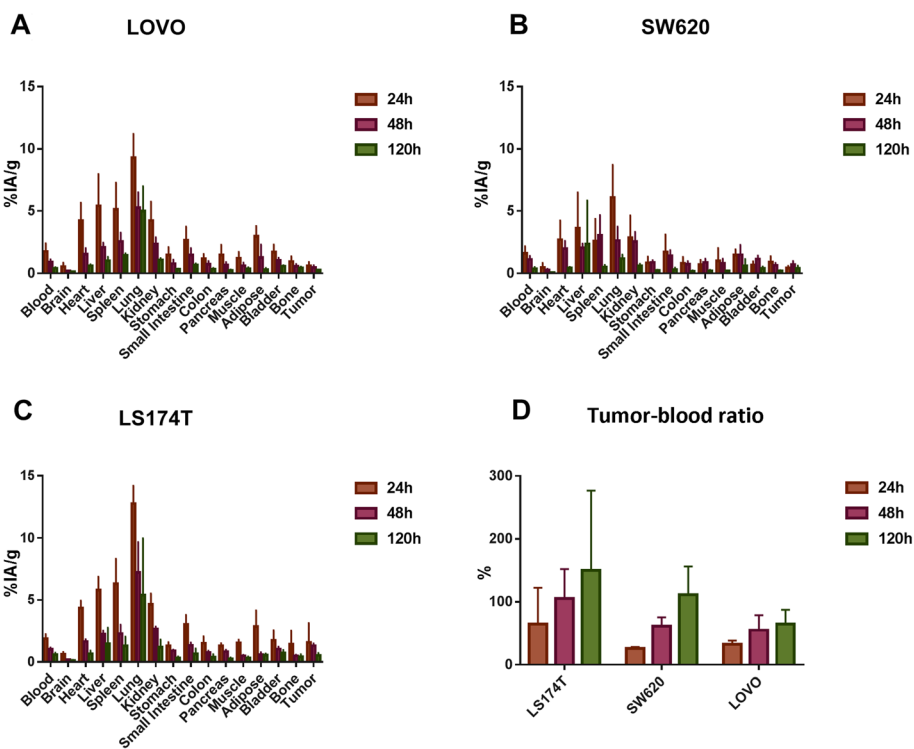 A
LOVO
%IA/g
15
10
5
0
24h
48h
120h
Blood
Brain
Heart
Liver
Spleen
Lung
Kidney
Stomach
Small Intestine
Colon
Pancreas
Muscle
Adipose
Bladder
Bone
Tumor
B
SW620
%IA/g
15
10
5
0
24h
48h
120h
Blood
Brain
Heart
Liver
Spleen
Lung
Kidney
Stomach
Small Intestine
Colon
Pancreas
Muscle
Adipose
Bladder
Bone
Tumor
C
LS174T
%IA/g
15
10
5
0
24h
48h
120h
Blood
Brain
Heart
Liver
Spleen
Lung
Kidney
Stomach
Small Intestine
Colon
Pancreas
Muscle
Adipose
Bladder
Bone
Tumor
D
Tumor-blood ratio
%
300
200
100
0
24h
48h
120h
LS174T
SW620
LOVO